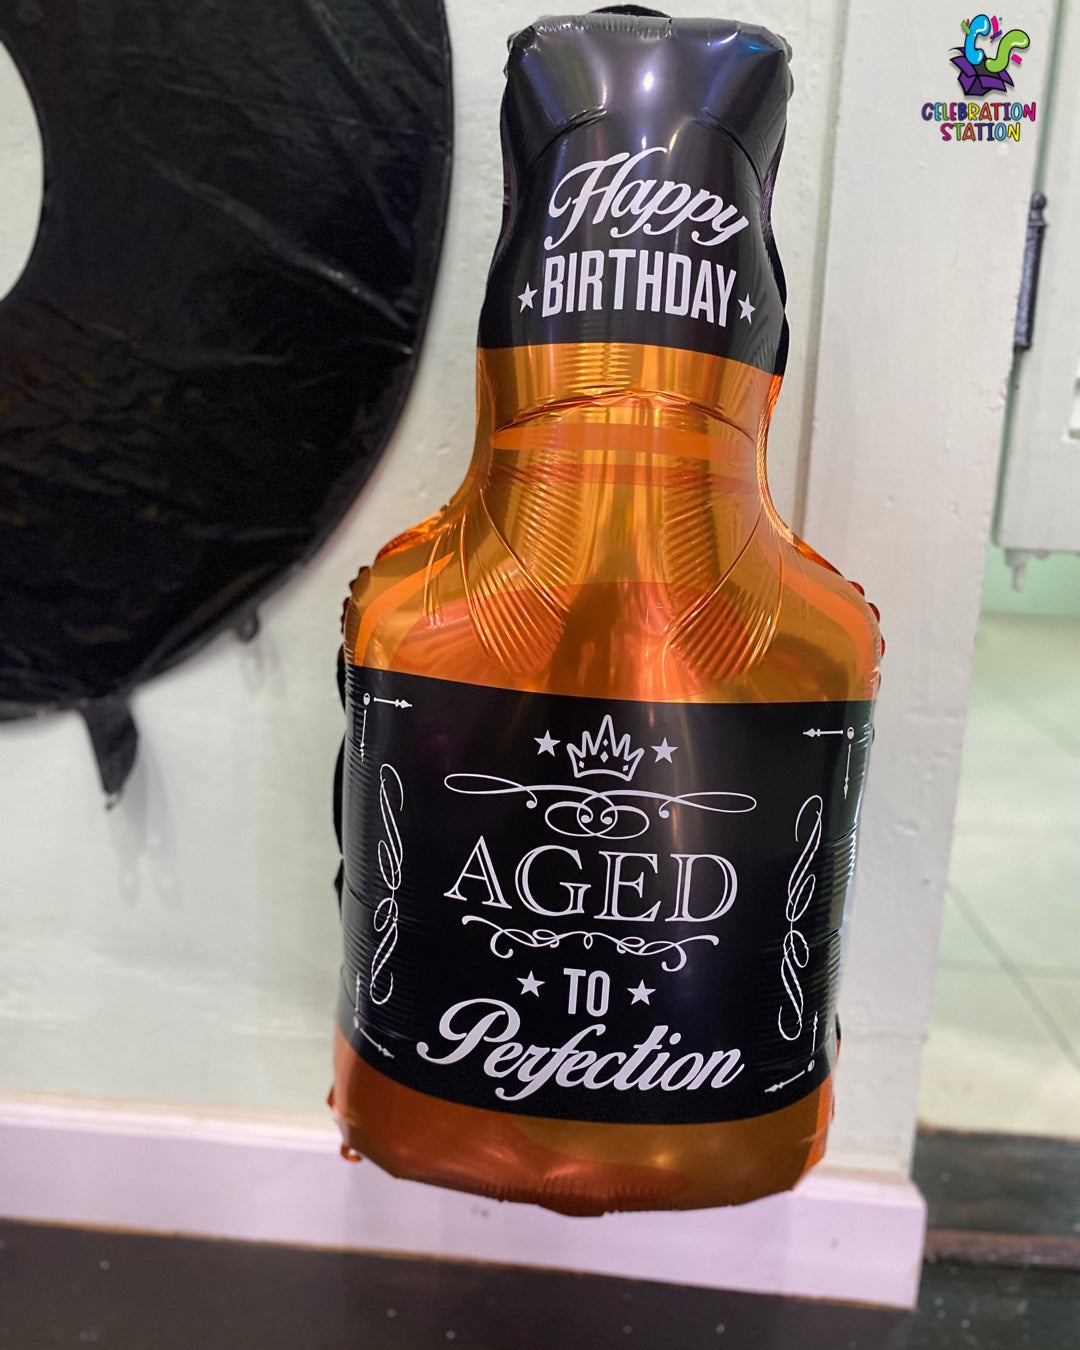 CELEBRATION
STATION
Happy
BIRTHDAY
AGED
TO
Perfection